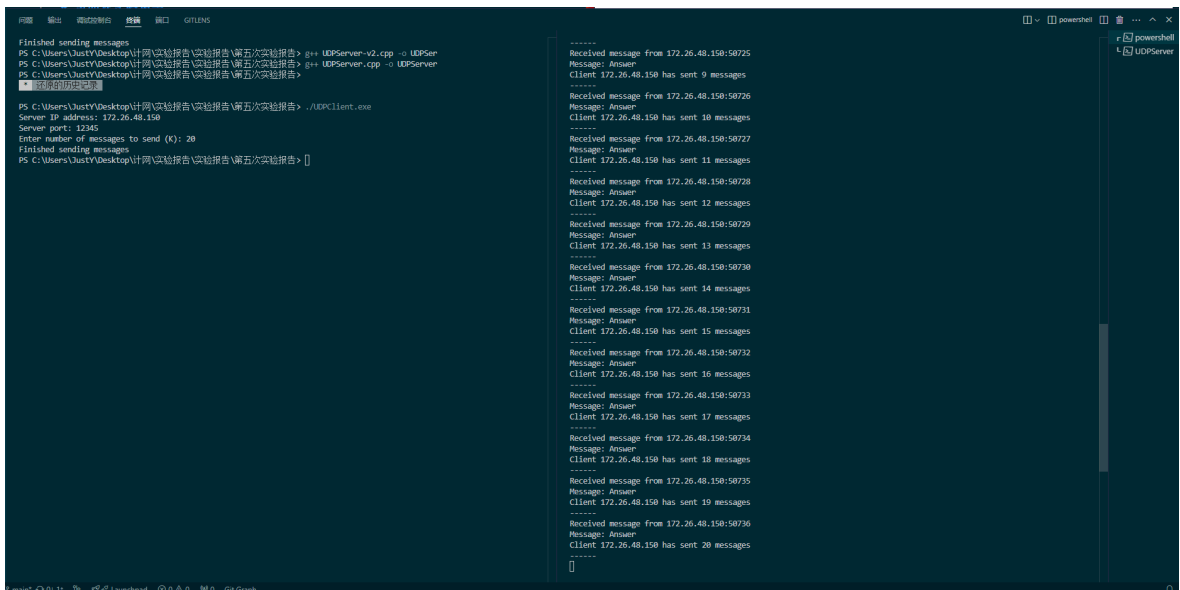 问题 输出 调试控制台 终端 端口 GITLENS
powershell
Finished sending messages
PS C:\Users\JustY\Desktop\计网\实验报告\实验报告\第五次实验报告> g++ UDPServer-v2.cpp -o UDPSer
PS C:\Users\JustY\Desktop\计网\实验报告\实验报告\第五次实验报告> g++ UDPServer.cpp -o UDPServer
PS C:\Users\JustY\Desktop\计网\实验报告\实验报告\第五次实验报告>
* 还原的历史记录
PS C:\Users\JustY\Desktop\计网\实验报告\实验报告\第五次实验报告> ./UDPClient.exe
Server IP address: 172.26.48.150
Server port: 12345
Enter number of messages to send (K): 20
Finished sending messages
PS C:\Users\JustY\Desktop\计网\实验报告\实验报告\第五次实验报告>
------
Received message from 172.26.48.150:50725
Message: Answer
Client 172.26.48.150 has sent 9 messages
------
Received message from 172.26.48.150:50726
Message: Answer
Client 172.26.48.150 has sent 10 messages
------
Received message from 172.26.48.150:50727
Message: Answer
Client 172.26.48.150 has sent 11 messages
------
Received message from 172.26.48.150:50728
Message: Answer
Client 172.26.48.150 has sent 12 messages
------
Received message from 172.26.48.150:50729
Message: Answer
Client 172.26.48.150 has sent 13 messages
------
Received message from 172.26.48.150:50730
Message: Answer
Client 172.26.48.150 has sent 14 messages
------
Received message from 172.26.48.150:50731
Message: Answer
Client 172.26.48.150 has sent 15 messages
------
Received message from 172.26.48.150:50732
Message: Answer
Client 172.26.48.150 has sent 16 messages
------
Received message from 172.26.48.150:50733
Message: Answer
Client 172.26.48.150 has sent 17 messages
------
Received message from 172.26.48.150:50734
Message: Answer
Client 172.26.48.150 has sent 18 messages
------
Received message from 172.26.48.150:50735
Message: Answer
Client 172.26.48.150 has sent 19 messages
------
Received message from 172.26.48.150:50736
Message: Answer
Client 172.26.48.150 has sent 20 messages
------
powershell
UDPServer